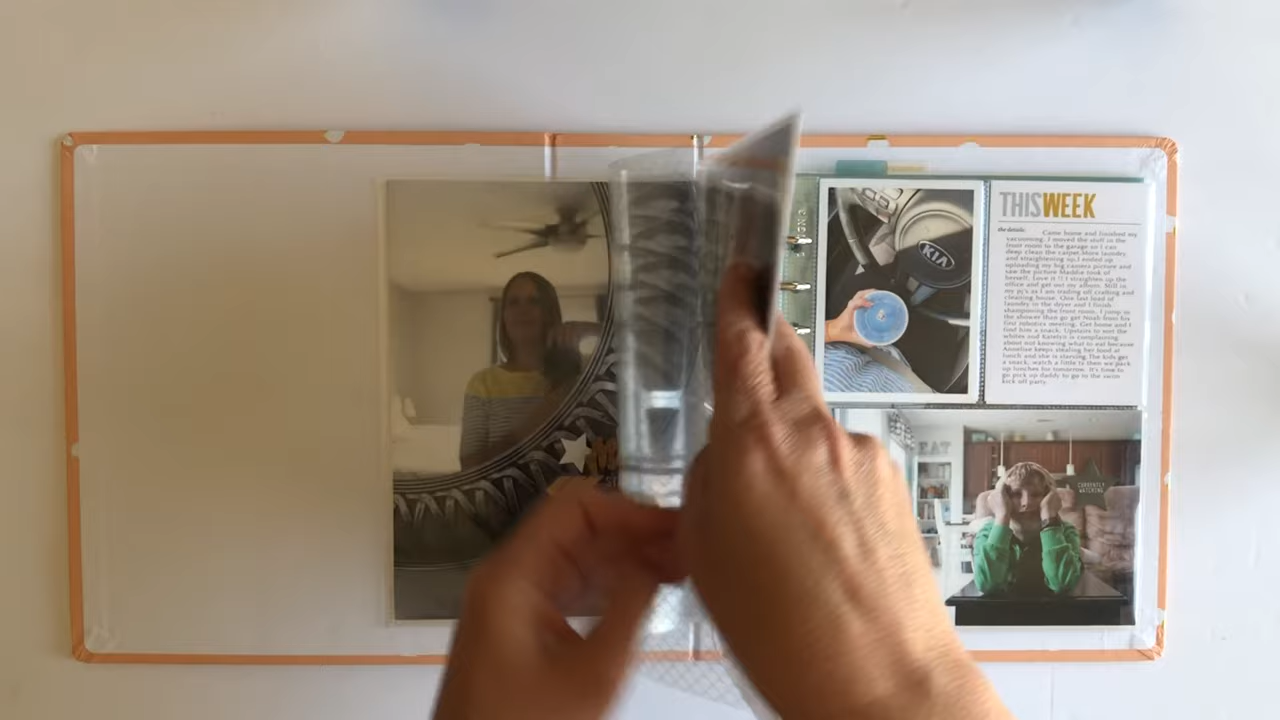 THISWEEK
the details: Came home and finished my
vacuuming. I moved the stuff in the
front room to the garage so I can
deep clean the carpet. More laundry,
and straightening up. I ended up
uploading my big camera picture and
saw the picture Maddie took of
herself. Love it !! I straighten up the
office and get out my album. Still in
my pj's as I am trading off crafting and
cleaning house. One last load of
laundry in the dryer and I finish
shampooing the front room. I jump in
the shower than go get Noah from his
first robotics meeting. Get home and I
find him a snack. Upstairs to sort the
whites and Katelyn is complaining
about not knowing what to eat because
Annelise keeps stealing her food at
lunch and she is starving. The kids get
a snack, watch a little tv then we pack
up lunches for tomorrow. It's time to
go pick up daddy to go to the swim
kick off party.
KIA
EAT
CURRENTLY
WATCHING